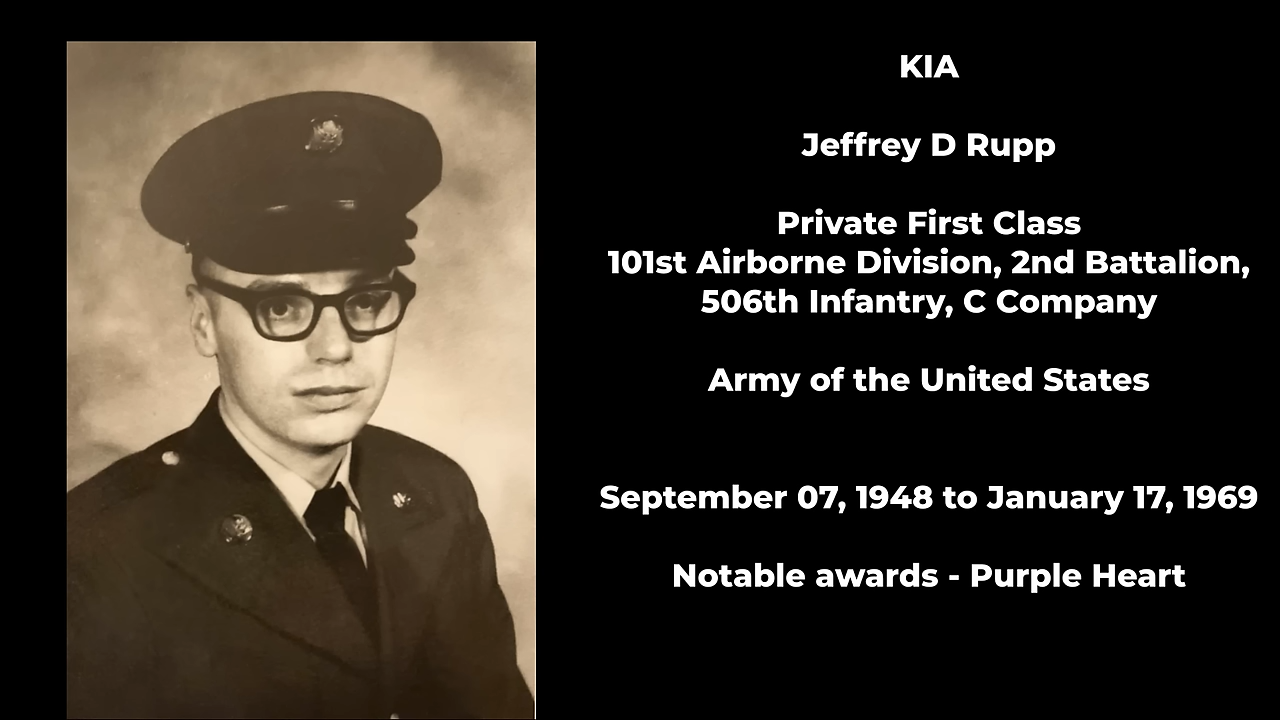 KIA
Jeffrey D Rupp
Private First Class
101st Airborne Division, 2nd Battalion,
506th Infantry, C Company
Army of the United States
September 07, 1948 to January 17, 1969
Notable awards - Purple Heart